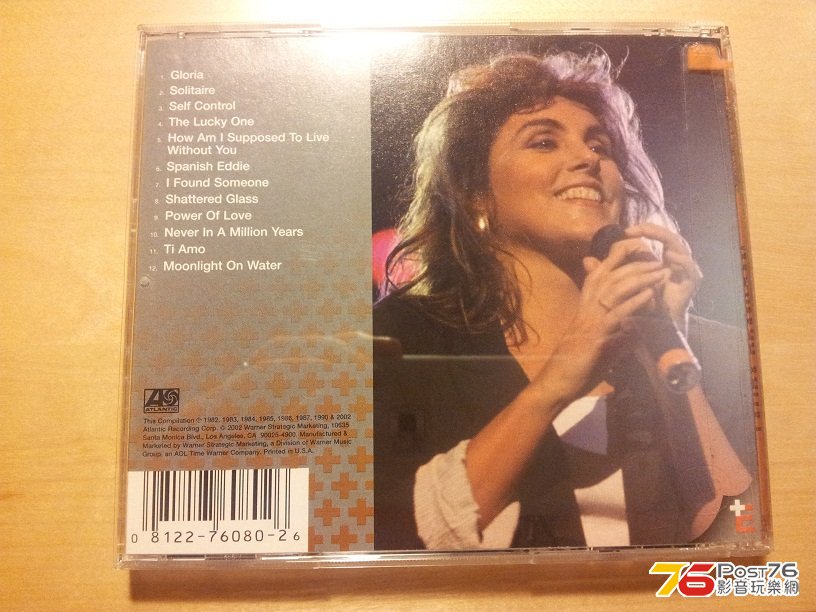 1. Gloria
2. Solitaire
3. Self Control
4. The Lucky One
5. How Am I Supposed To Live
Without You
6. Spanish Eddie
7. I Found Someone
8. Shattered Glass
9. Power Of Love
10. Never In A Million Years
11. Ti Amo
12. Moonlight On Water
ATLANTIC
This Compilation ℗ 1982, 1983, 1984, 1985, 1986, 1987, 1990 & 2002
Atlantic Recording Corp. © 2002 Warner Strategic Marketing, 10635
Santa Monica Blvd., Los Angeles, CA 90025-4900. Manufactured &
Marketed by Warner Strategic Marketing, a Division of Warner Music
Group, an AOL Time Warner Company. Printed in U.S.A.
0 8122-76080-2 6
76 Post76
影音玩樂網